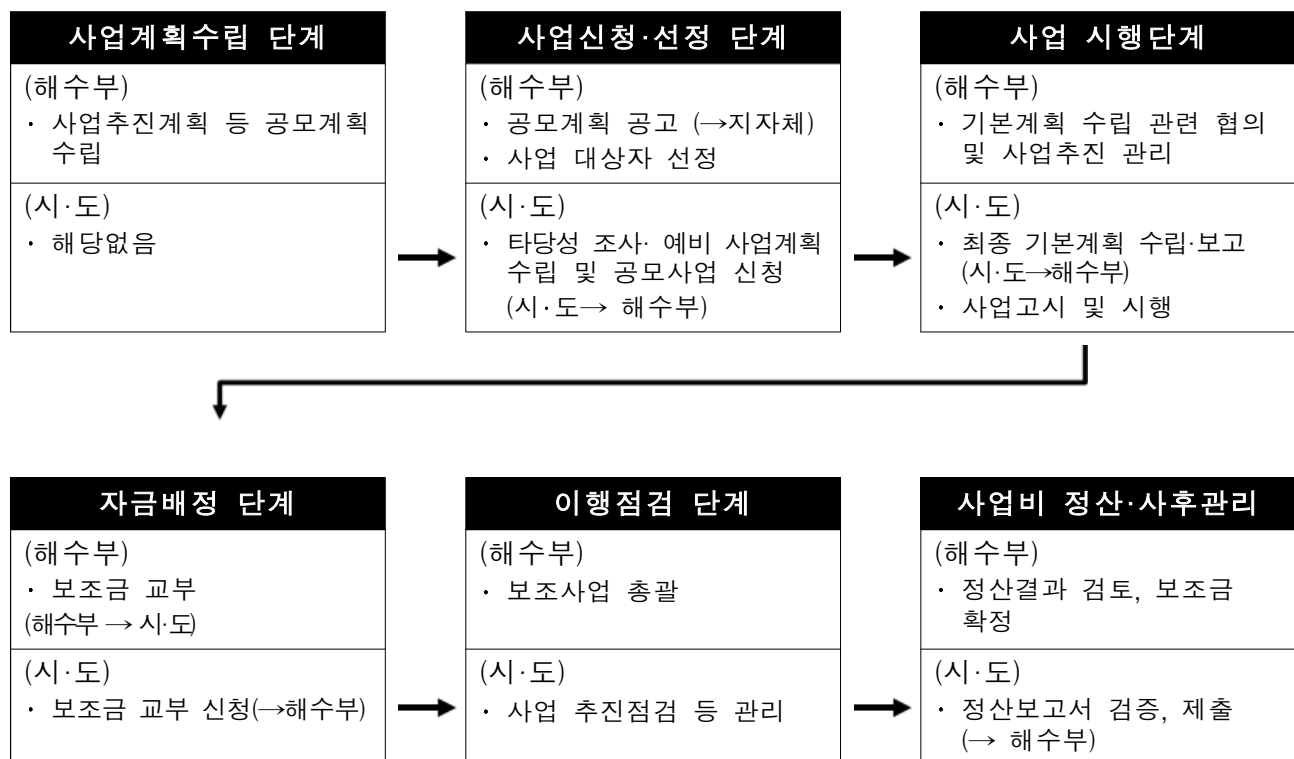 사업계획수립 단계
(해수부)
· 사업추진계획 등 공모계획
수립
(시·도)
· 해당없음
사업신청·선정 단계
(해수부)
· 공모계획 공고 (→지자체)
· 사업 대상자 선정
(시·도)
· 타당성 조사· 예비 사업계획
수립 및 공모사업 신청
(시·도→ 해수부)
사업 시행단계
(해수부)
· 기본계획 수립 관련 협의
및 사업추진 관리
(시·도)
· 최종 기본계획 수립·보고
(시·도→해수부)
· 사업고시 및 시행
자금배정 단계
(해수부)
· 보조금 교부
(해수부 → 시·도)
(시·도)
· 보조금 교부 신청(→해수부)
이행점검 단계
(해수부)
· 보조사업 총괄
(시·도)
· 사업 추진점검 등 관리
사업비 정산·사후관리
(해수부)
· 정산결과 검토, 보조금
확정
(시·도)
· 정산보고서 검증, 제출
(→ 해수부)